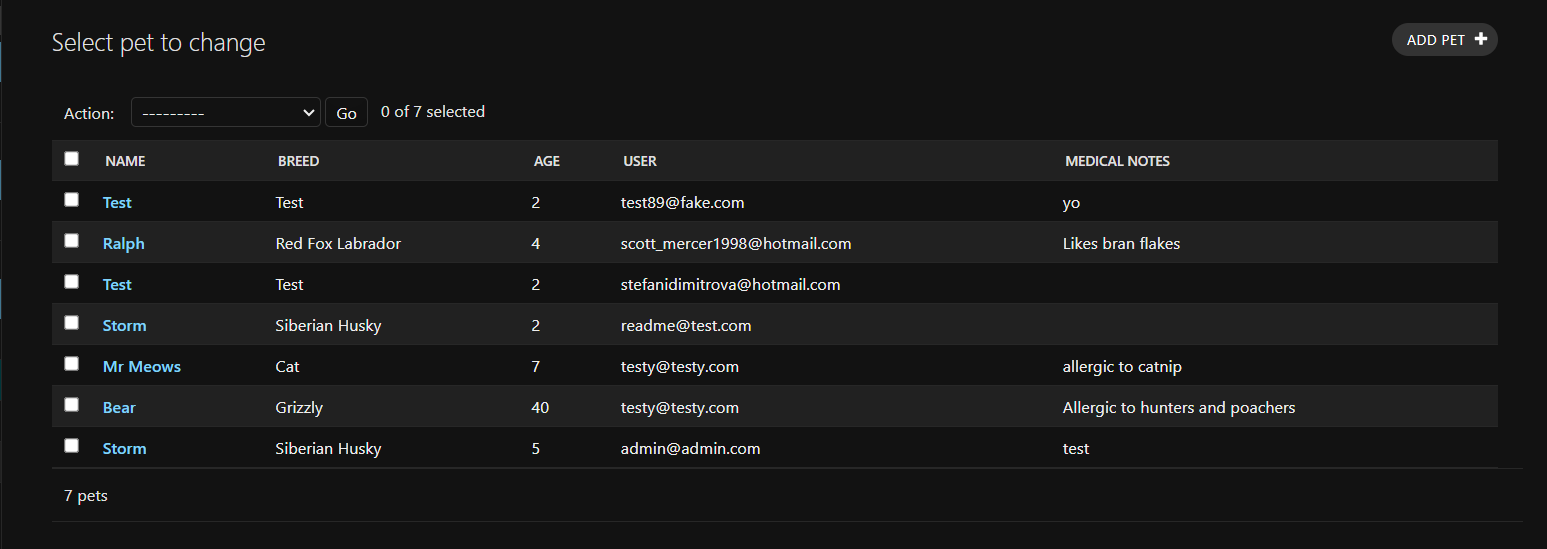 Select pet to change
ADD PET
Action: --------- Go 0 of 7 selected
NAME BREED AGE USER MEDICAL NOTES
Test Test 2 test89@fake.com yo
Ralph Red Fox Labrador 4 scott_mercer1998@hotmail.com Likes bran flakes
Test Test 2 stefanidimitrova@hotmail.com
Storm Siberian Husky 2 readme@test.com
Mr Meows Cat 7 testy@testy.com allergic to catnip
Bear Grizzly 40 testy@testy.com Allergic to hunters and poachers
Storm Siberian Husky 5 admin@admin.com test
7 pets